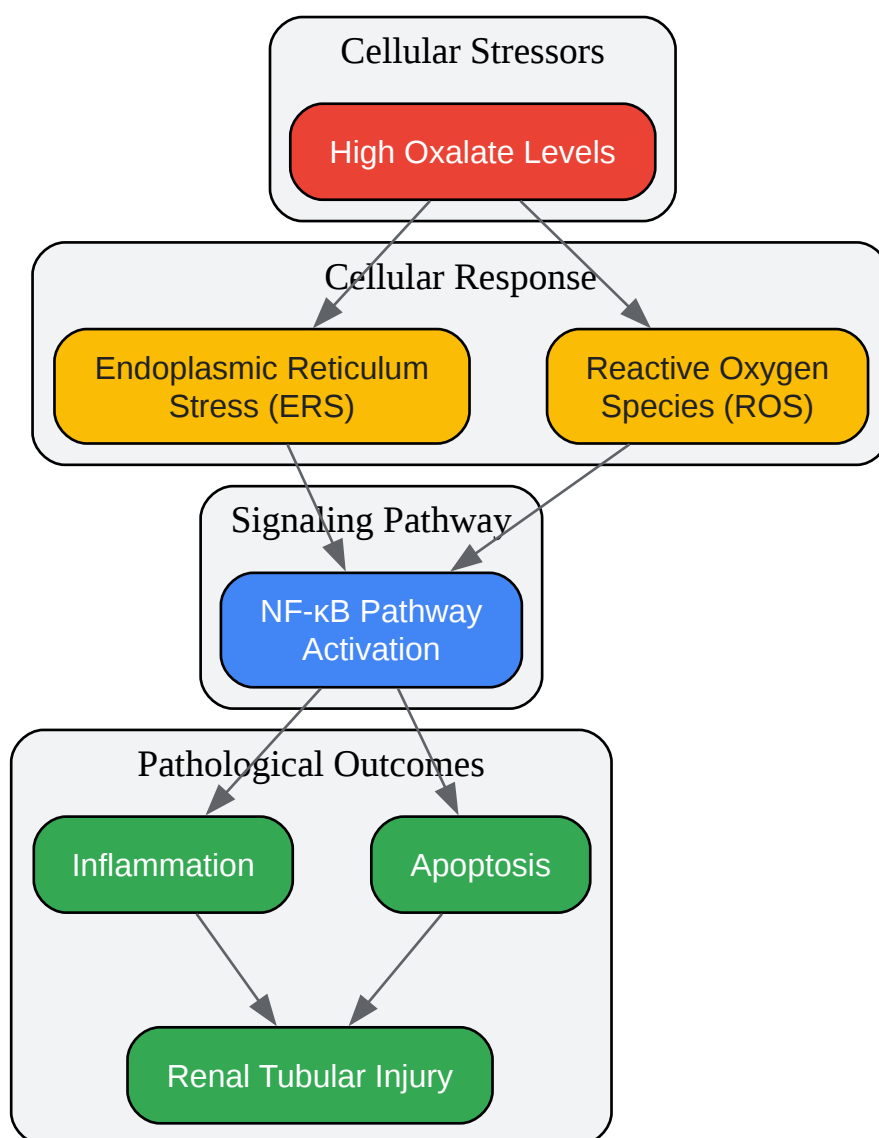 Cellular Stressors
High Oxalate Levels
Cellular Response
Endoplasmic Reticulum
Stress (ERS)
Reactive Oxygen
Species (ROS)
Signaling Pathway
NF-κB Pathway
Activation
Pathological Outcomes
Inflammation
Apoptosis
Renal Tubular Injury